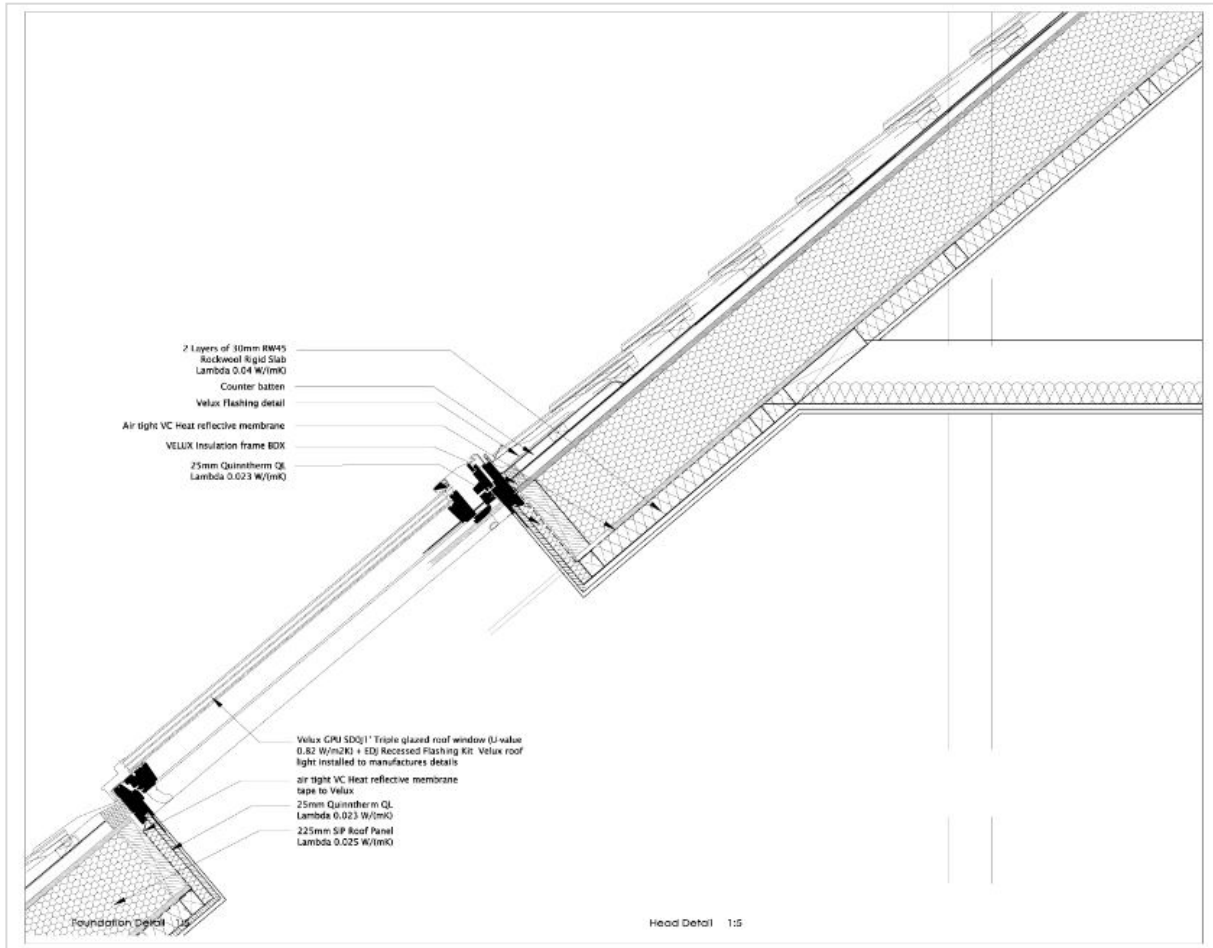 2 Layers of 30mm RW45
Rockwool Rigid Slab
Lambda 0.04 W/(mK)
Counter batten
Velux Flashing detail
Air tight VC Heat reflective membrane
VELUX Insulation frame BDX
25mm Quinntherm QL
Lambda 0.023 W/(mK)
Velux GPU SD0J1' Triple glazed roof window (U-value
0.82 W/m2K) + EDJ Recessed Flashing Kit Velux roof
light installed to manufactures details
air tight VC Heat reflective membrane
tape to Velux
25mm Quinntherm QL
Lambda 0.023 W/(mK)
225mm SIP Roof Panel
Lambda 0.025 W/(mK)
Foundation Detail 1:5
Head Detail 1:5